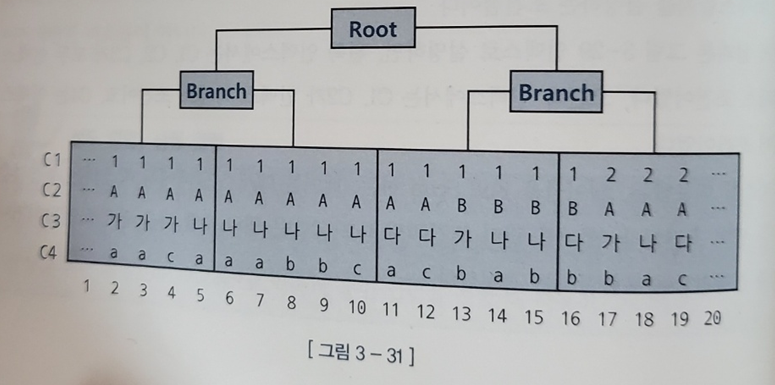 Root
Branch Branch
C1 ... 1 1 1 1 1 1 1 1 1 1 1 1 1 1 1 2 2 2 ...
C2 ... A A A A A A A A A A A B B B B A A A ...
C3 ... 가 가 가 나 나 나 나 나 나 다 다 가 나 나 다 가 나 다 ...
C4 ... a a c a a a b b c a c b a b b b a c ...
1 2 3 4 5 6 7 8 9 10 11 12 13 14 15 16 17 18 19 20
[그림 3-31]